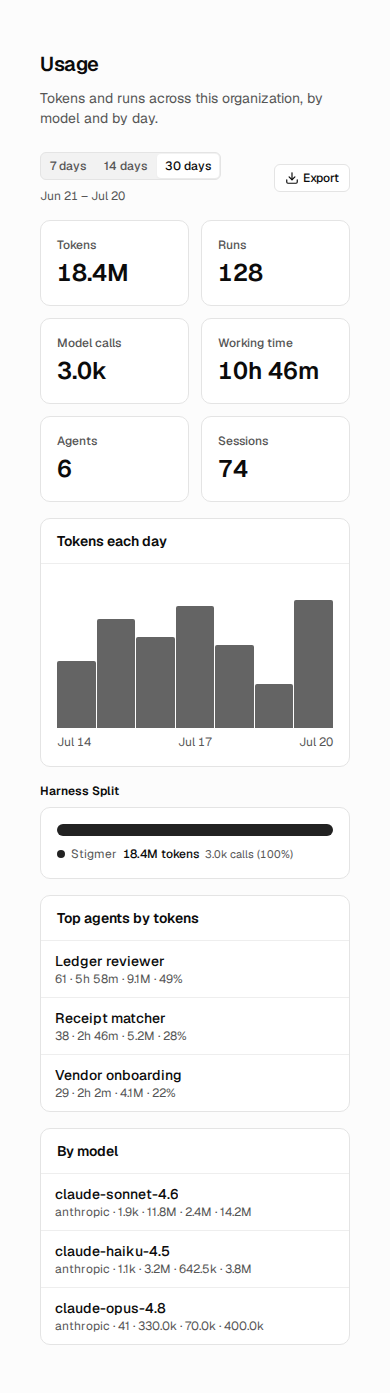 Usage
Tokens and runs across this organization, by
model and by day.
7 days 14 days 30 days
Jun 21 – Jul 20
Export
Tokens
18.4M
Runs
128
Model calls
3.0k
Working time
10h 46m
Agents
6
Sessions
74
Tokens each day
Jul 14 Jul 17 Jul 20
Harness Split
Stigmer 18.4M tokens 3.0k calls (100%)
Top agents by tokens
Ledger reviewer
61 · 5h 58m · 9.1M · 49%
Receipt matcher
38 · 2h 46m · 5.2M · 28%
Vendor onboarding
29 · 2h 2m · 4.1M · 22%
By model
claude-sonnet-4.6
anthropic · 1.9k · 11.8M · 2.4M · 14.2M
claude-haiku-4.5
anthropic · 1.1k · 3.2M · 642.5k · 3.8M
claude-opus-4.8
anthropic · 41 · 330.0k · 70.0k · 400.0k